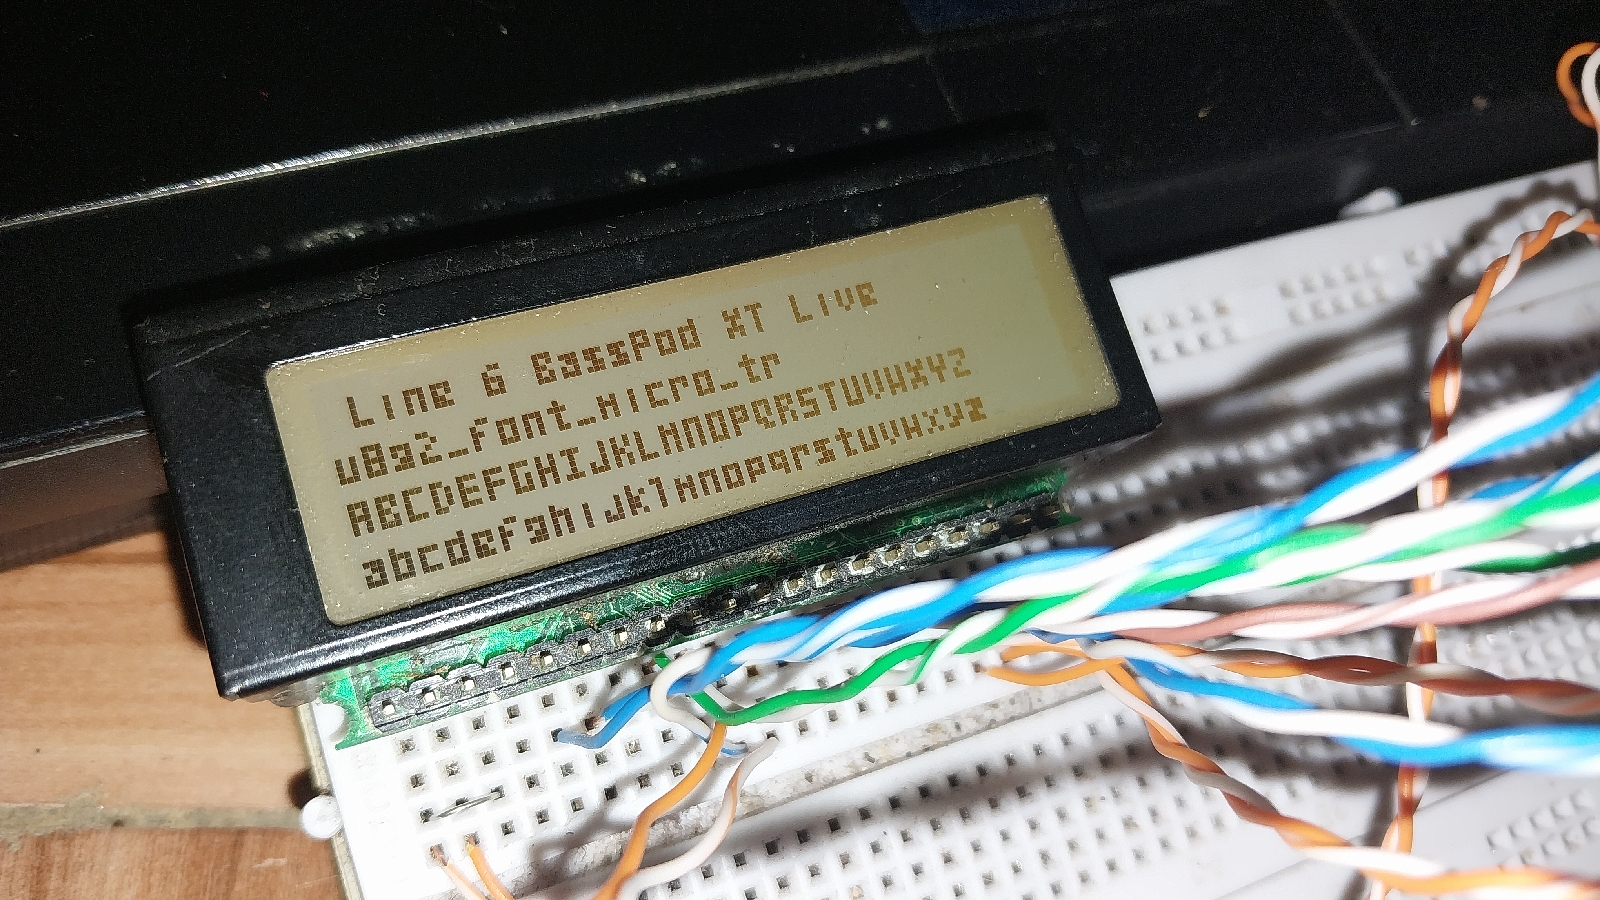 Line 6 BassPod XT Live
u8g2_font_micro_tr
ABCDEFGHIJKLMNOPQRSTUVWXYZ
abcdefghijklmnopqrstuvwxyz